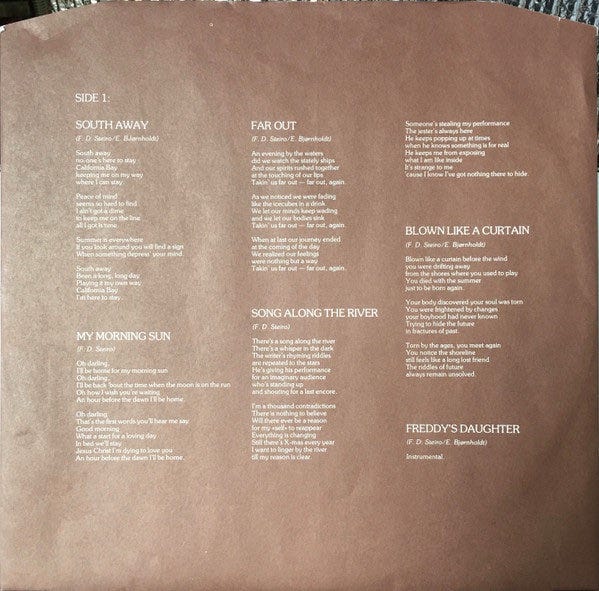 SIDE 1:
SOUTH AWAY
(F. D. Steiro/E. Bjørnholdt)
South away
no one's here to stay
California Bay
keeping me on my way
where I can stay.
Peace of mind
seems so hard to find
I ain't got a dime
to keep me on the line
all I got is time.
Summer is everywhere
If you look around you will find a sign
When something depress' your mind.
South away
Been a long, long day
Playing it my own way
California Bay
I'm here to stay.
MY MORNING SUN
(F. D. Steiro)
Oh darling,
I'll be home for my morning sun
Oh darling,
I'll be back 'bout the time when the moon is on the run
Oh how I wish you're waiting
An hour before the dawn I'll be home.
Oh darling
That's the first words you'll hear me say
Good morning
What a start for a loving day
In bed we'll stay
Jesus Christ I'm dying to love you
An hour before the dawn I'll be home.
FAR OUT
(F. D. Steiro/E. Bjørnholdt)
An evening by the waters
did we watch the stately ships
And our spirits rushed together
at the touching of our lips
Takin' us far out — far out, again.
As we noticed we were fading
like the icecubes in a drink
We let our minds keep wading
and we let our bodies sink
Takin' us far out — far out, again.
When at last our journey ended
at the coming of the day
We realized our feelings
were nothing but a way
Takin' us far out — far out, again.
SONG ALONG THE RIVER
(F. D. Steiro)
There's a song along the river
There's a whisper in the dark
The writer's rhyming riddles
are repeated to the stars
He's giving his performance
for an imaginary audience
who's standing up
and shouting for a last encore.
I'm a thousand contradictions
There is nothing to believe
Will there ever be a reason
for my «self» to reappear
Everything is changing
Still there's X-mas every year
I want to linger by the river
till my reason is clear.
Someone's stealing my performance
The jester's always here
He keeps popping up at times
when he knows something is for real
He keeps me from exposing
what I am like inside
It's strange to me
'cause I know I've got nothing there to hide.
BLOWN LIKE A CURTAIN
(F. D. Steiro/E. Bjørnholdt)
Blown like a curtain before the wind
you were drifting away
from the shores where you used to play
You died with the summer
just to be born again.
Your body discovered your soul was torn
You were frightened by changes
your boyhood had never known
Trying to hide the future
in fractures of past.
Torn by the ages, you meet again
You notice the shoreline
still feels like a long lost friend
The riddles of future
always remain unsolved.
FREDDY'S DAUGHTER
(F. D. Steiro/E. Bjørnholdt)
Instrumental.